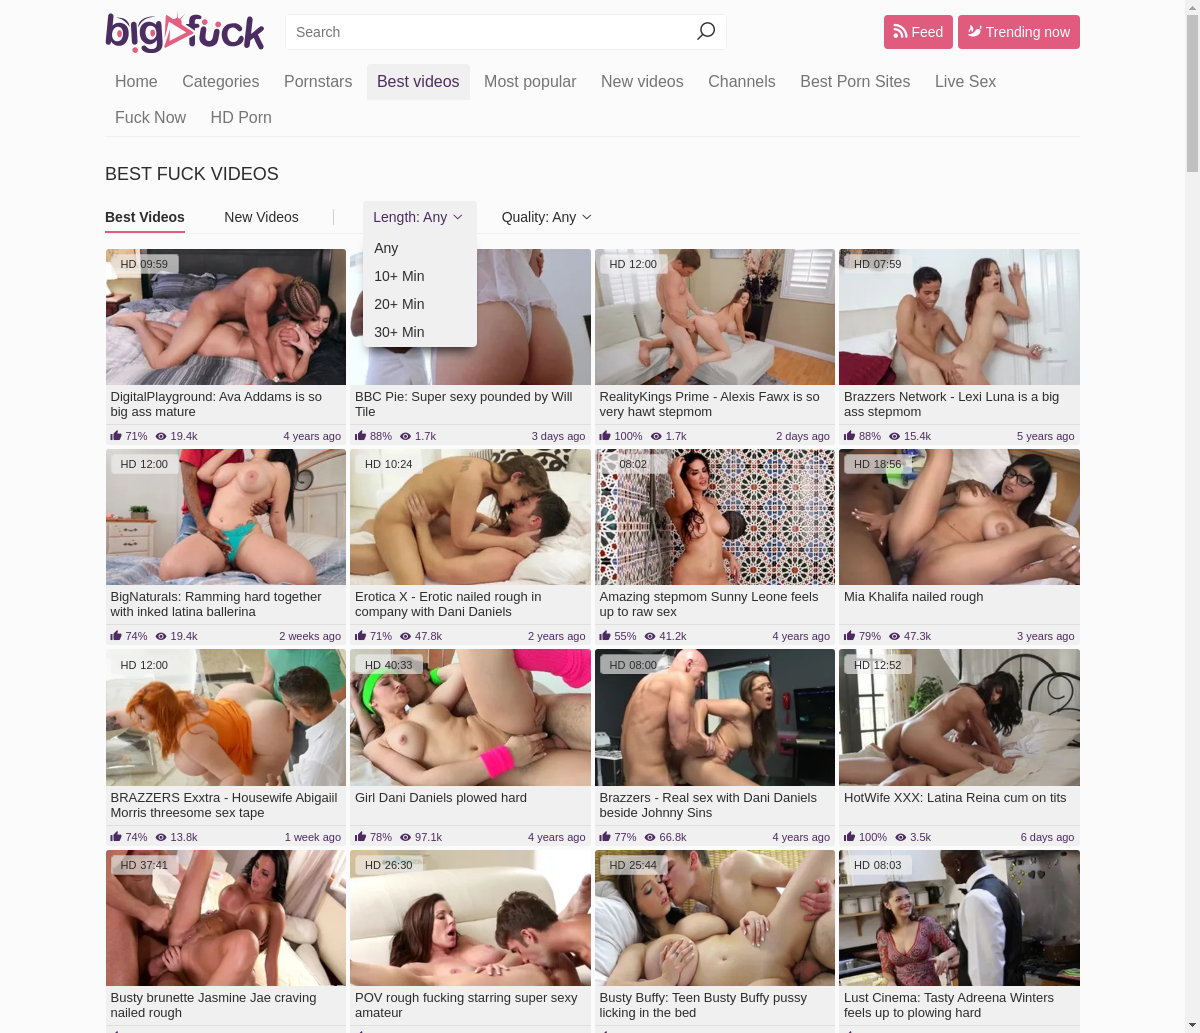 bigfuck
Search
Feed
Trending now
Home Categories Pornstars Best videos Most popular New videos Channels Best Porn Sites Live Sex
Fuck Now HD Porn
BEST FUCK VIDEOS
Best Videos New Videos Length: Any Quality: Any
Any
10+ Min
20+ Min
30+ Min
HD 09:59
HD 12:00
HD 07:59
DigitalPlayground: Ava Addams is so
big ass mature
71% 19.4k 4 years ago
BBC Pie: Super sexy pounded by Will
Tile
88% 1.7k 3 days ago
RealityKings Prime - Alexis Fawx is so
very hawt stepmom
100% 1.7k 2 days ago
Brazzers Network - Lexi Luna is a big
ass stepmom
88% 15.4k 5 years ago
HD 12:00
HD 10:24
08:02
HD 18:56
BigNaturals: Ramming hard together
with inked latina ballerina
74% 19.4k 2 weeks ago
Erotica X - Erotic nailed rough in
company with Dani Daniels
71% 47.8k 2 years ago
Amazing stepmom Sunny Leone feels
up to raw sex
55% 41.2k 4 years ago
Mia Khalifa nailed rough
79% 47.3k 3 years ago
HD 12:00
HD 40:33
HD 08:00
HD 12:52
BRAZZERS Exxtra - Housewife Abigaiil
Morris threesome sex tape
74% 13.8k 1 week ago
Girl Dani Daniels plowed hard
78% 97.1k 4 years ago
Brazzers - Real sex with Dani Daniels
beside Johnny Sins
77% 66.8k 4 years ago
HotWife XXX: Latina Reina cum on tits
100% 3.5k 6 days ago
HD 37:41
HD 26:30
HD 25:44
HD 08:03
Busty brunette Jasmine Jae craving
nailed rough
POV rough fucking starring super sexy
amateur
Busty Buffy: Teen Busty Buffy pussy
licking in the bed
Lust Cinema: Tasty Adreena Winters
feels up to plowing hard